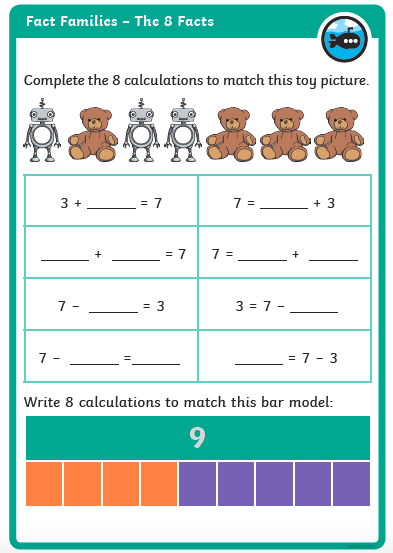 Fact Families – The 8 Facts
Complete the 8 calculations to match this toy picture.
3 + ______ = 7
7 = ______ + 3
______ + ______ = 7
7 = ______ + ______
7 – ______ = 3
3 = 7 – ______
7 – ______ =______
______ = 7 – 3
Write 8 calculations to match this bar model:
9